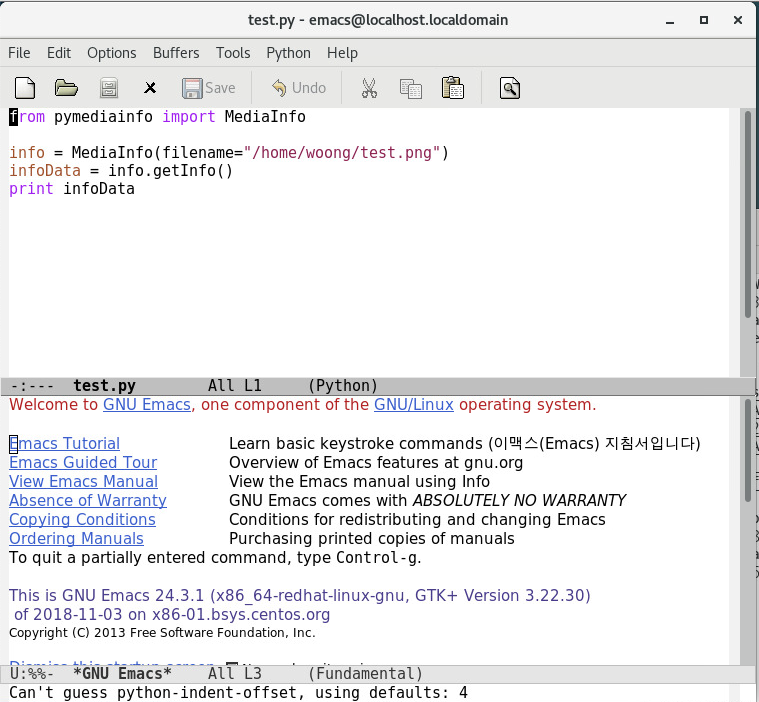 test.py - emacs@localhost.localdomain
File Edit Options Buffers Tools Python Help
Save Undo
from pymediainfo import MediaInfo
info = MediaInfo(filename="/home/woong/test.png")
infoData = info.getInfo()
print infoData
-:--- test.py All L1 (Python)
Welcome to GNU Emacs, one component of the GNU/Linux operating system.
Emacs Tutorial Learn basic keystroke commands (이맥스(Emacs) 지침서입니다)
Emacs Guided Tour Overview of Emacs features at gnu.org
View Emacs Manual View the Emacs manual using Info
Absence of Warranty GNU Emacs comes with ABSOLUTELY NO WARRANTY
Copying Conditions Conditions for redistributing and changing Emacs
Ordering Manuals Purchasing printed copies of manuals
To quit a partially entered command, type Control-g.
This is GNU Emacs 24.3.1 (x86_64-redhat-linux-gnu, GTK+ Version 3.22.30)
of 2018-11-03 on x86-01.bsys.centos.org
Copyright (C) 2013 Free Software Foundation, Inc.
Dismiss this startup screen
U:%%- *GNU Emacs* All L3 (Fundamental)
Can't guess python-indent-offset, using defaults: 4